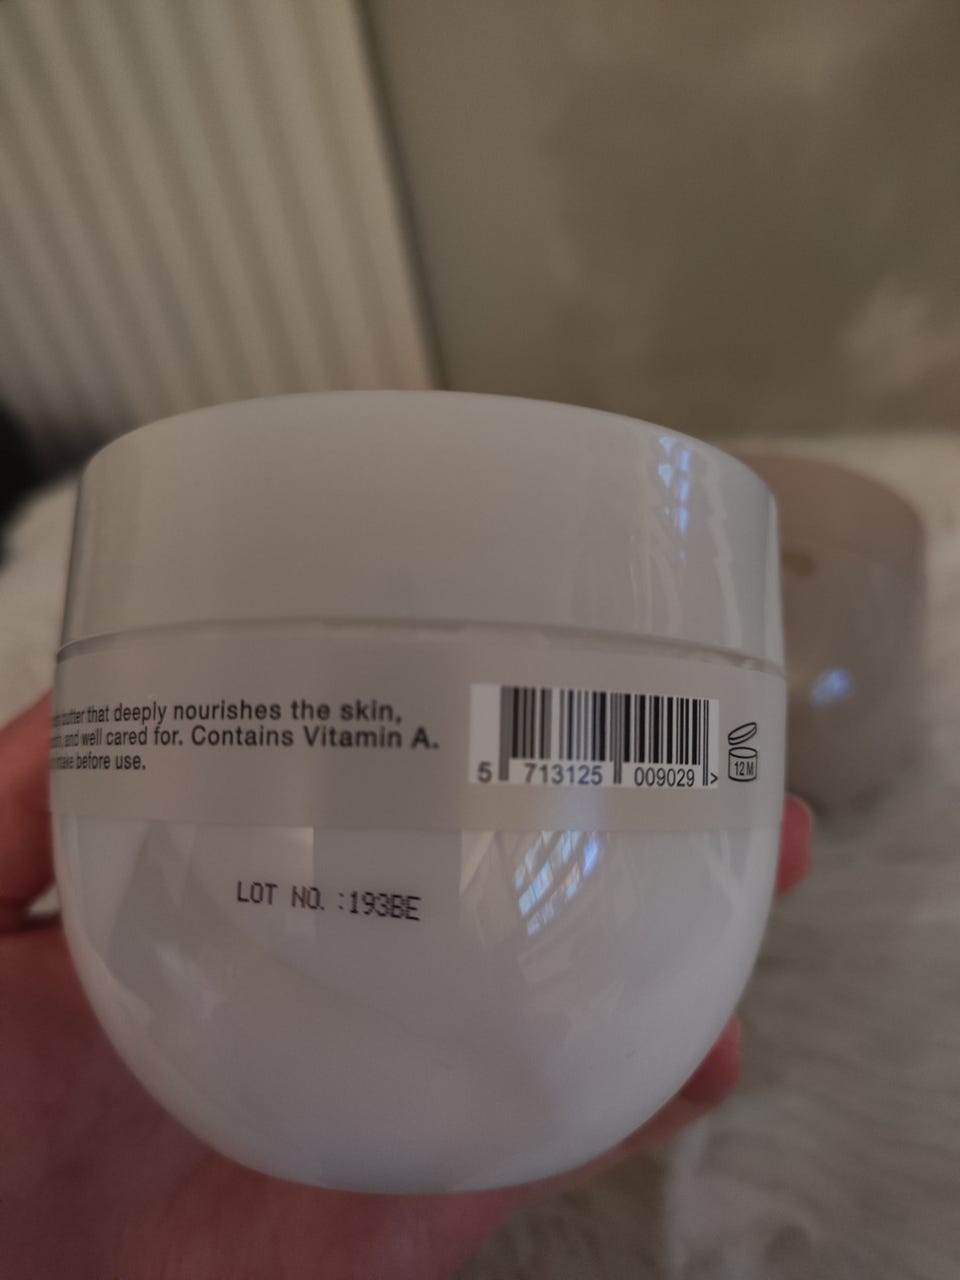 butter that deeply nourishes the skin,
and well cared for. Contains Vitamin A.
before use.
5 713125 009029 >
12 M
LOT NO. :193BE